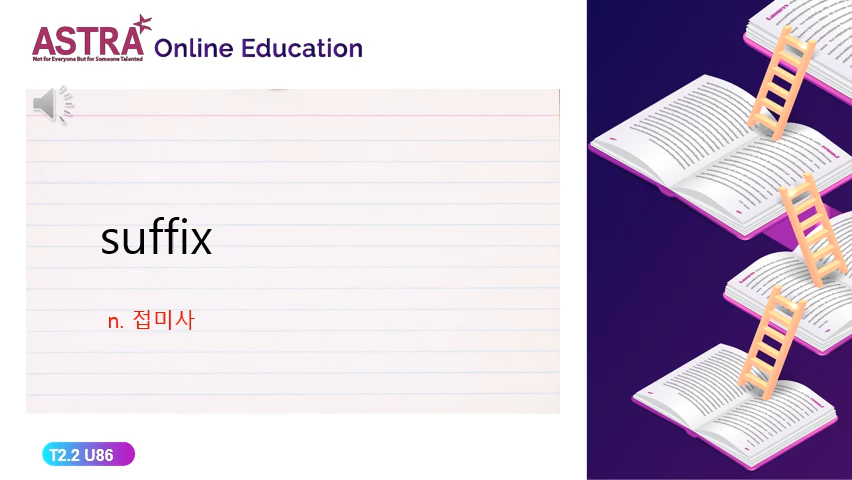 ASTRA
Not for Everyone But for Someone Talented
Online Education
suffix
n. 접미사
T2.2 U86